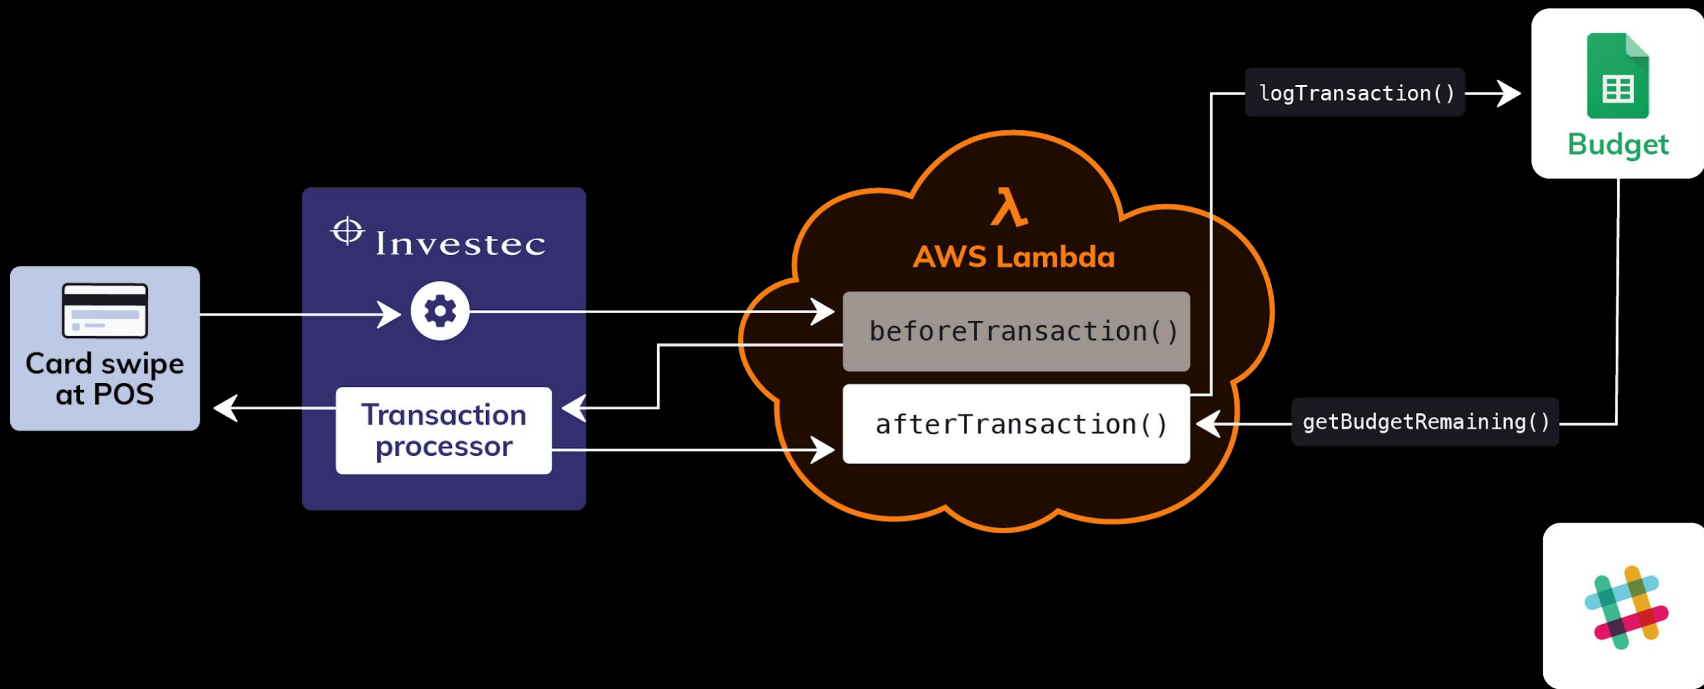 Card swipe
at POS
Investec
Transaction
processor
AWS Lambda
beforeTransaction()
afterTransaction()
logTransaction()
Budget
getBudgetRemaining()